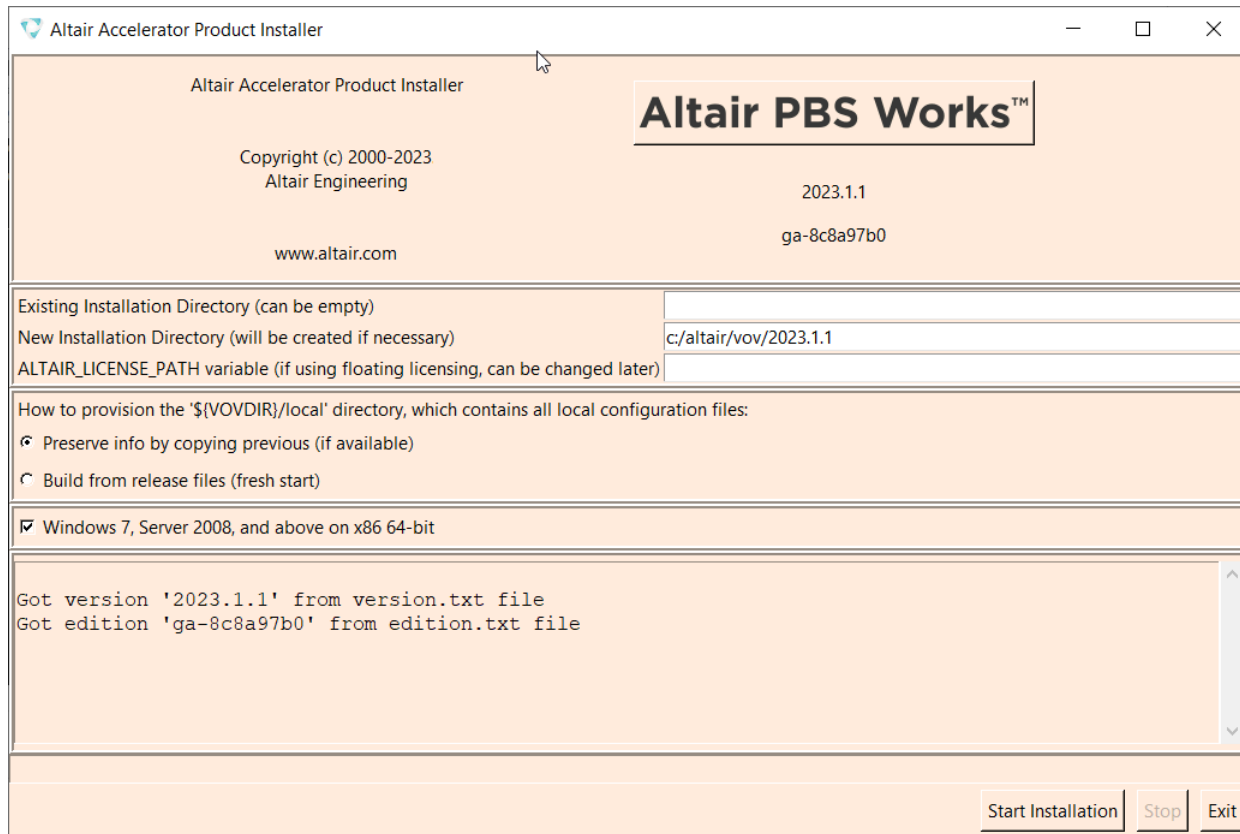 Altair Accelerator Product Installer
Altair Accelerator Product Installer
Altair PBS Works™
Copyright (c) 2000-2023
Altair Engineering
2023.1.1
ga-8c8a97b0
www.altair.com
Existing Installation Directory (can be empty)
New Installation Directory (will be created if necessary) c:/altair/vov/2023.1.1
ALTAIR_LICENSE_PATH variable (if using floating licensing, can be changed later)
How to provision the '${VOVDIR}/local' directory, which contains all local configuration files:
Preserve info by copying previous (if available)
Build from release files (fresh start)
Windows 7, Server 2008, and above on x86 64-bit
Got version '2023.1.1' from version.txt file
Got edition 'ga-8c8a97b0' from edition.txt file
Start Installation Stop Exit